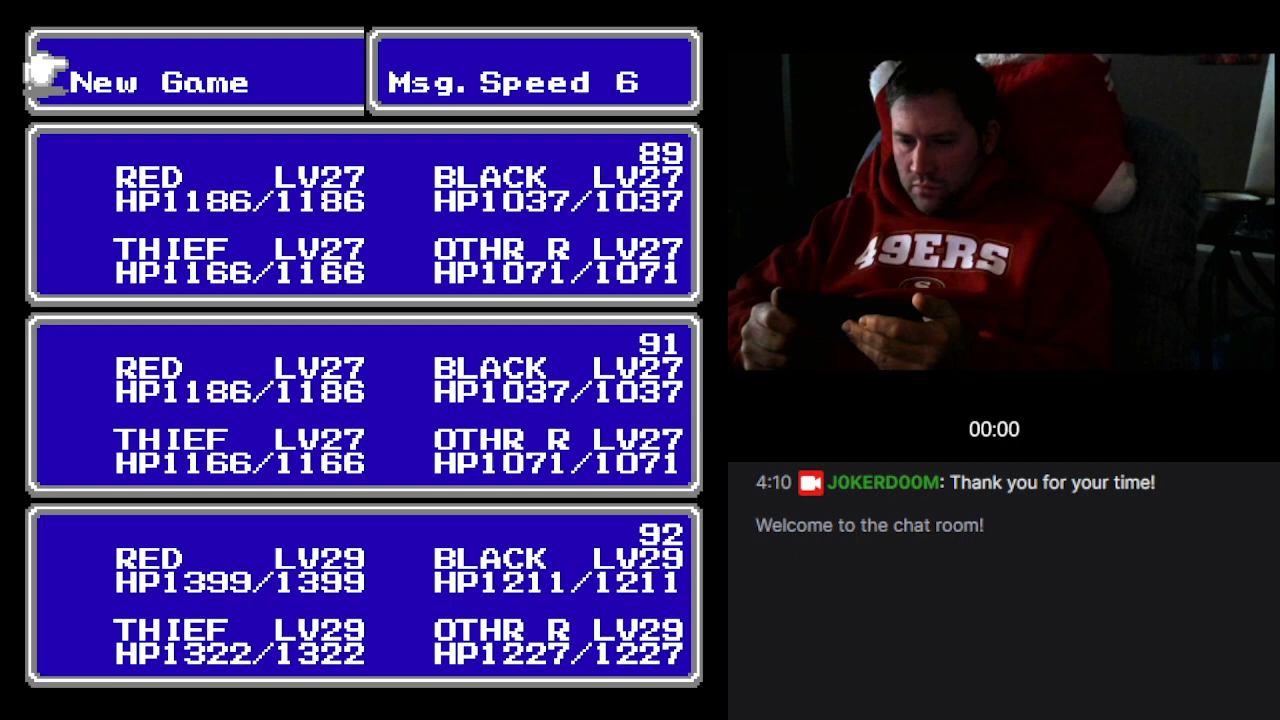 New Game
Msg. Speed 6
89
RED LV27 BLACK LV27
HP1186/1186 HP1037/1037
THIEF LV27 OTHR R LV27
HP1166/1166 HP1071/1071
91
RED LV27 BLACK LV27
HP1186/1186 HP1037/1037
THIEF LV27 OTHR R LV27
HP1166/1166 HP1071/1071
92
RED LV29 BLACK LV29
HP1399/1399 HP1211/1211
THIEF LV29 OTHR R LV29
HP1322/1322 HP1227/1227
49ERS
00:00
4:10 J0KERD00M: Thank you for your time!
Welcome to the chat room!